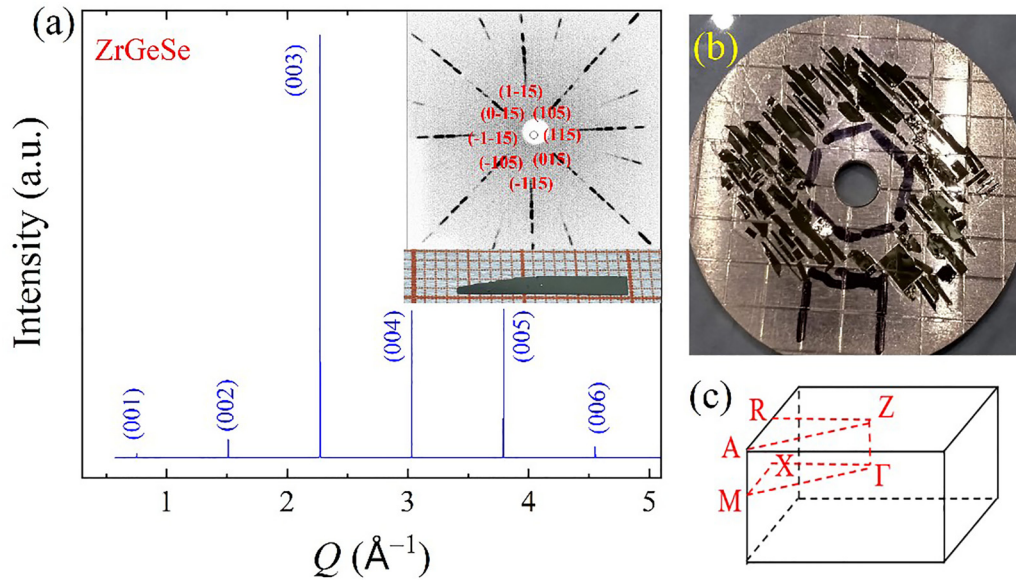 (a)
ZrGeSe
(003)
(1-15)
(0-15)
(105)
(-1-15)
(115)
(-105)
(015)
(-115)
(001)
(002)
(004)
(005)
(006)
Intensity (a.u.)
1
2
3
4
5
Q (Å⁻¹)
(b)
(c)
R
Z
A
X
Γ
M